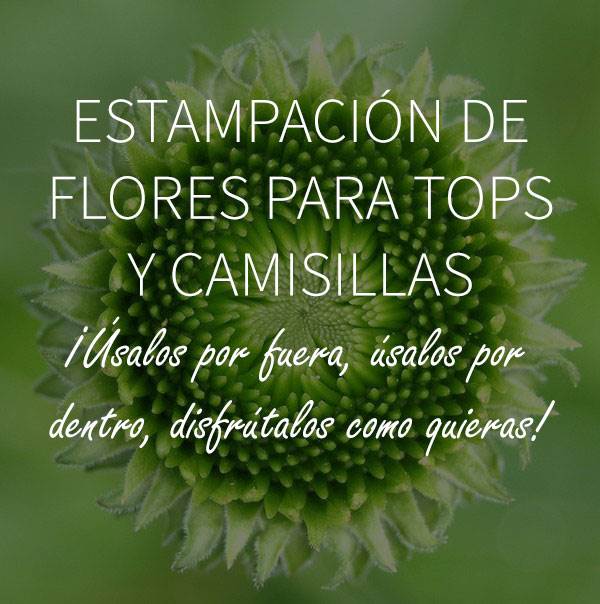 ESTAMPACIÓN DE
FLORES PARA TOPS
Y CAMISILLAS
¡Úsalos por fuera, úsalos por
dentro, disfrútalos como quieras!